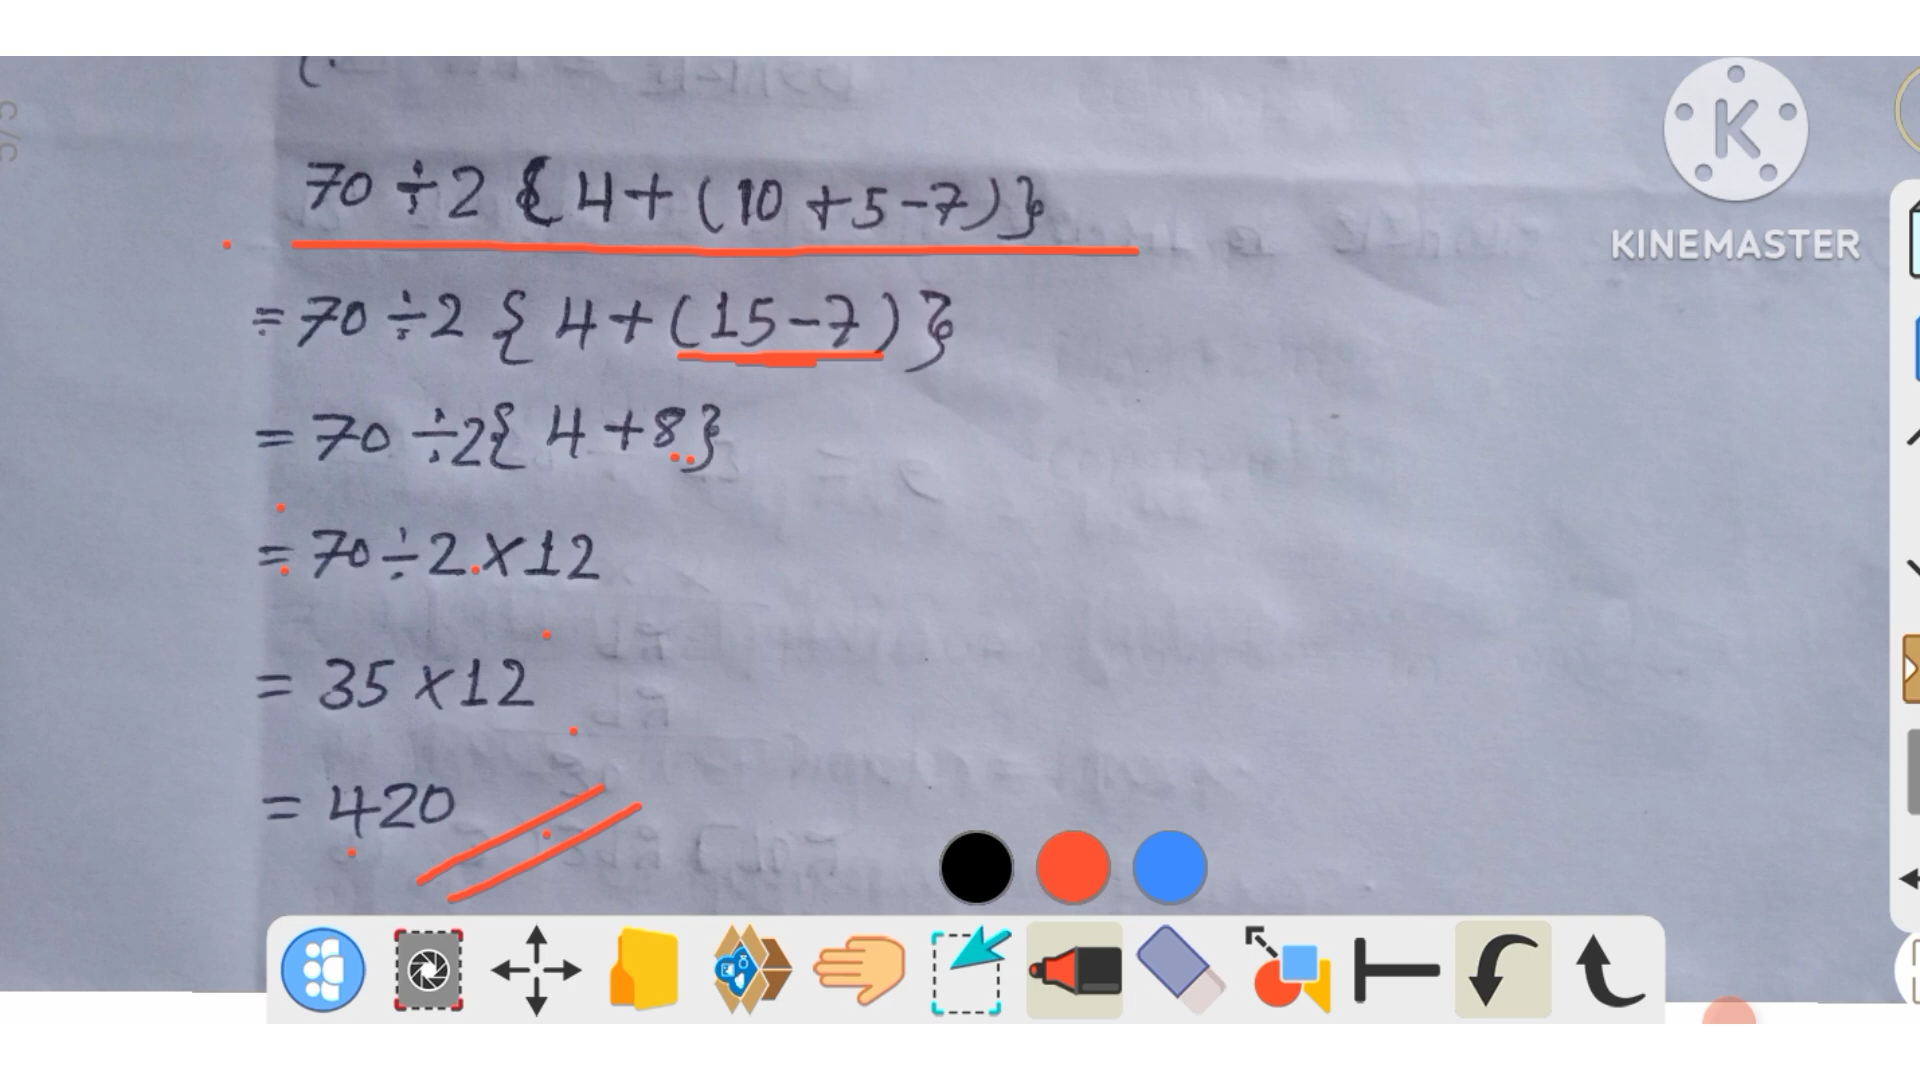 70 ÷ 2 { 4 + ( 10 + 5 - 7 ) }
= 70 ÷ 2 { 4 + ( 15 - 7 ) }
= 70 ÷ 2 { 4 + 8 }
= 70 ÷ 2 × 12
= 35 × 12
= 420
KINEMASTER